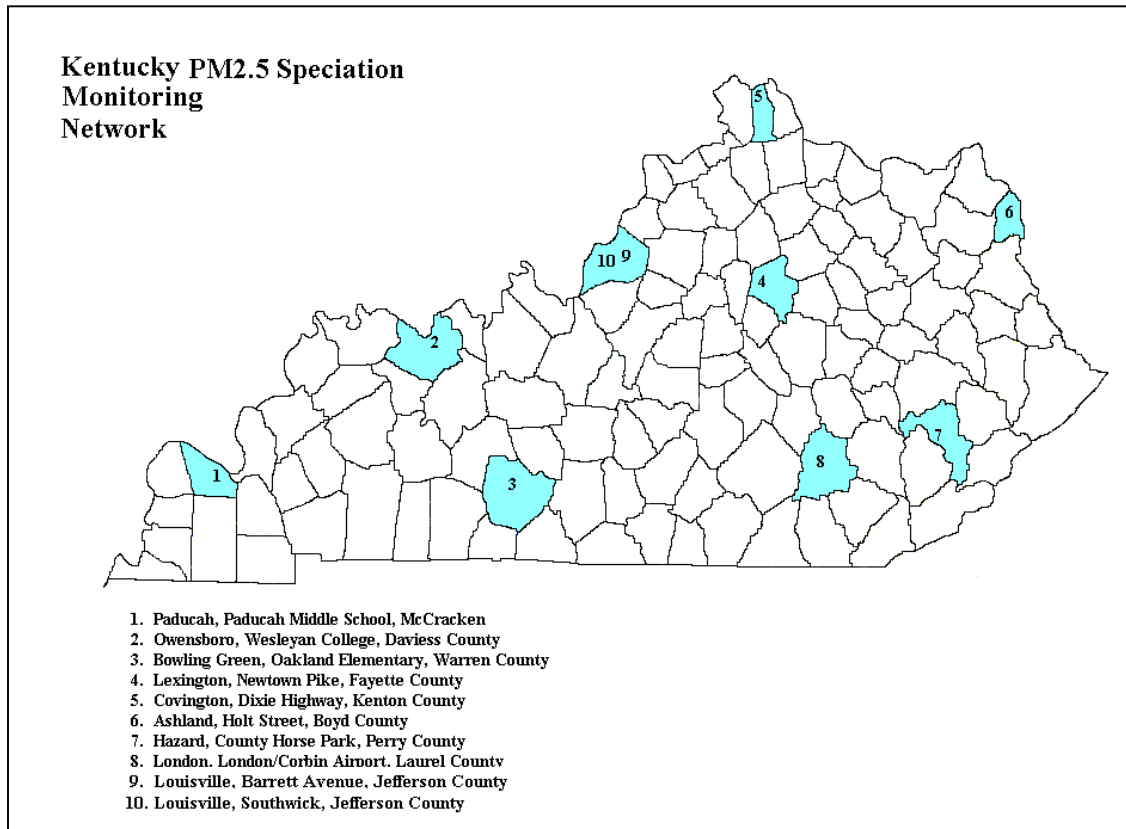 Kentucky PM2.5 Speciation
Monitoring
Network
5
6
10 9
4
2
7
8
1
3
1. Paducah, Paducah Middle School, McCracken
2. Owensboro, Wesleyan College, Daviess County
3. Bowling Green, Oakland Elementary, Warren County
4. Lexington, Newtown Pike, Fayette County
5. Covington, Dixie Highway, Kenton County
6. Ashland, Holt Street, Boyd County
7. Hazard, County Horse Park, Perry County
8. London, London/Corbin Airport, Laurel County
9. Louisville, Barrett Avenue, Jefferson County
10. Louisville, Southwick, Jefferson County